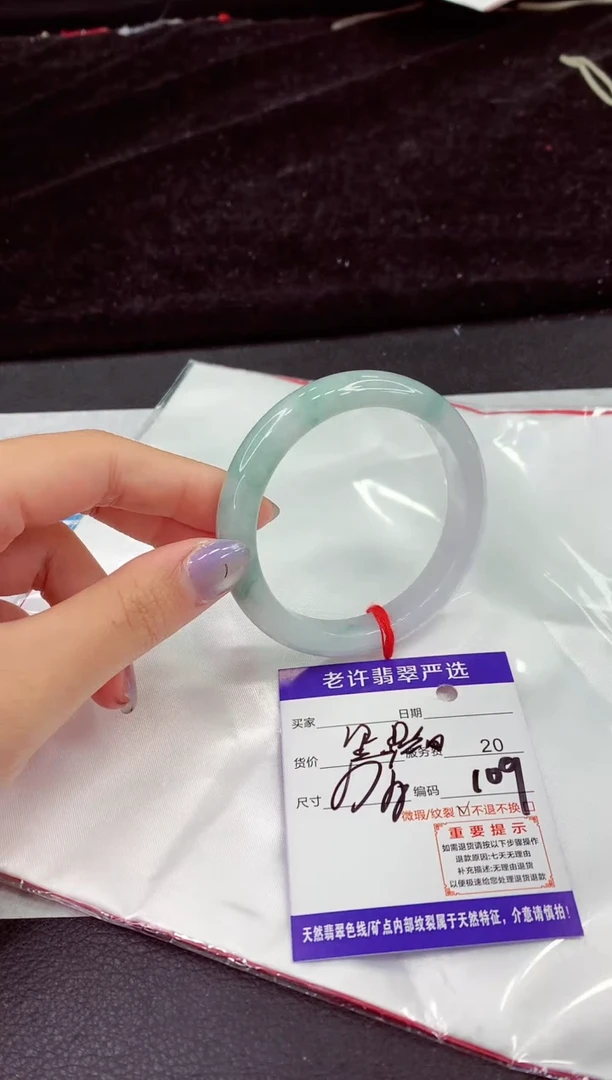 老许翡翠严选
买家 日期
货价 服务费 20
尺寸 编码 109
微瑕/纹裂☑不退不换☐
重要提示
如需退货请按以下步骤操作
退款原因:七天无理由
补充描述:无理由退货
以便极速给您处理退货退款
天然翡翠色线/矿点内部纹裂属于天然特征，介意请慎拍!